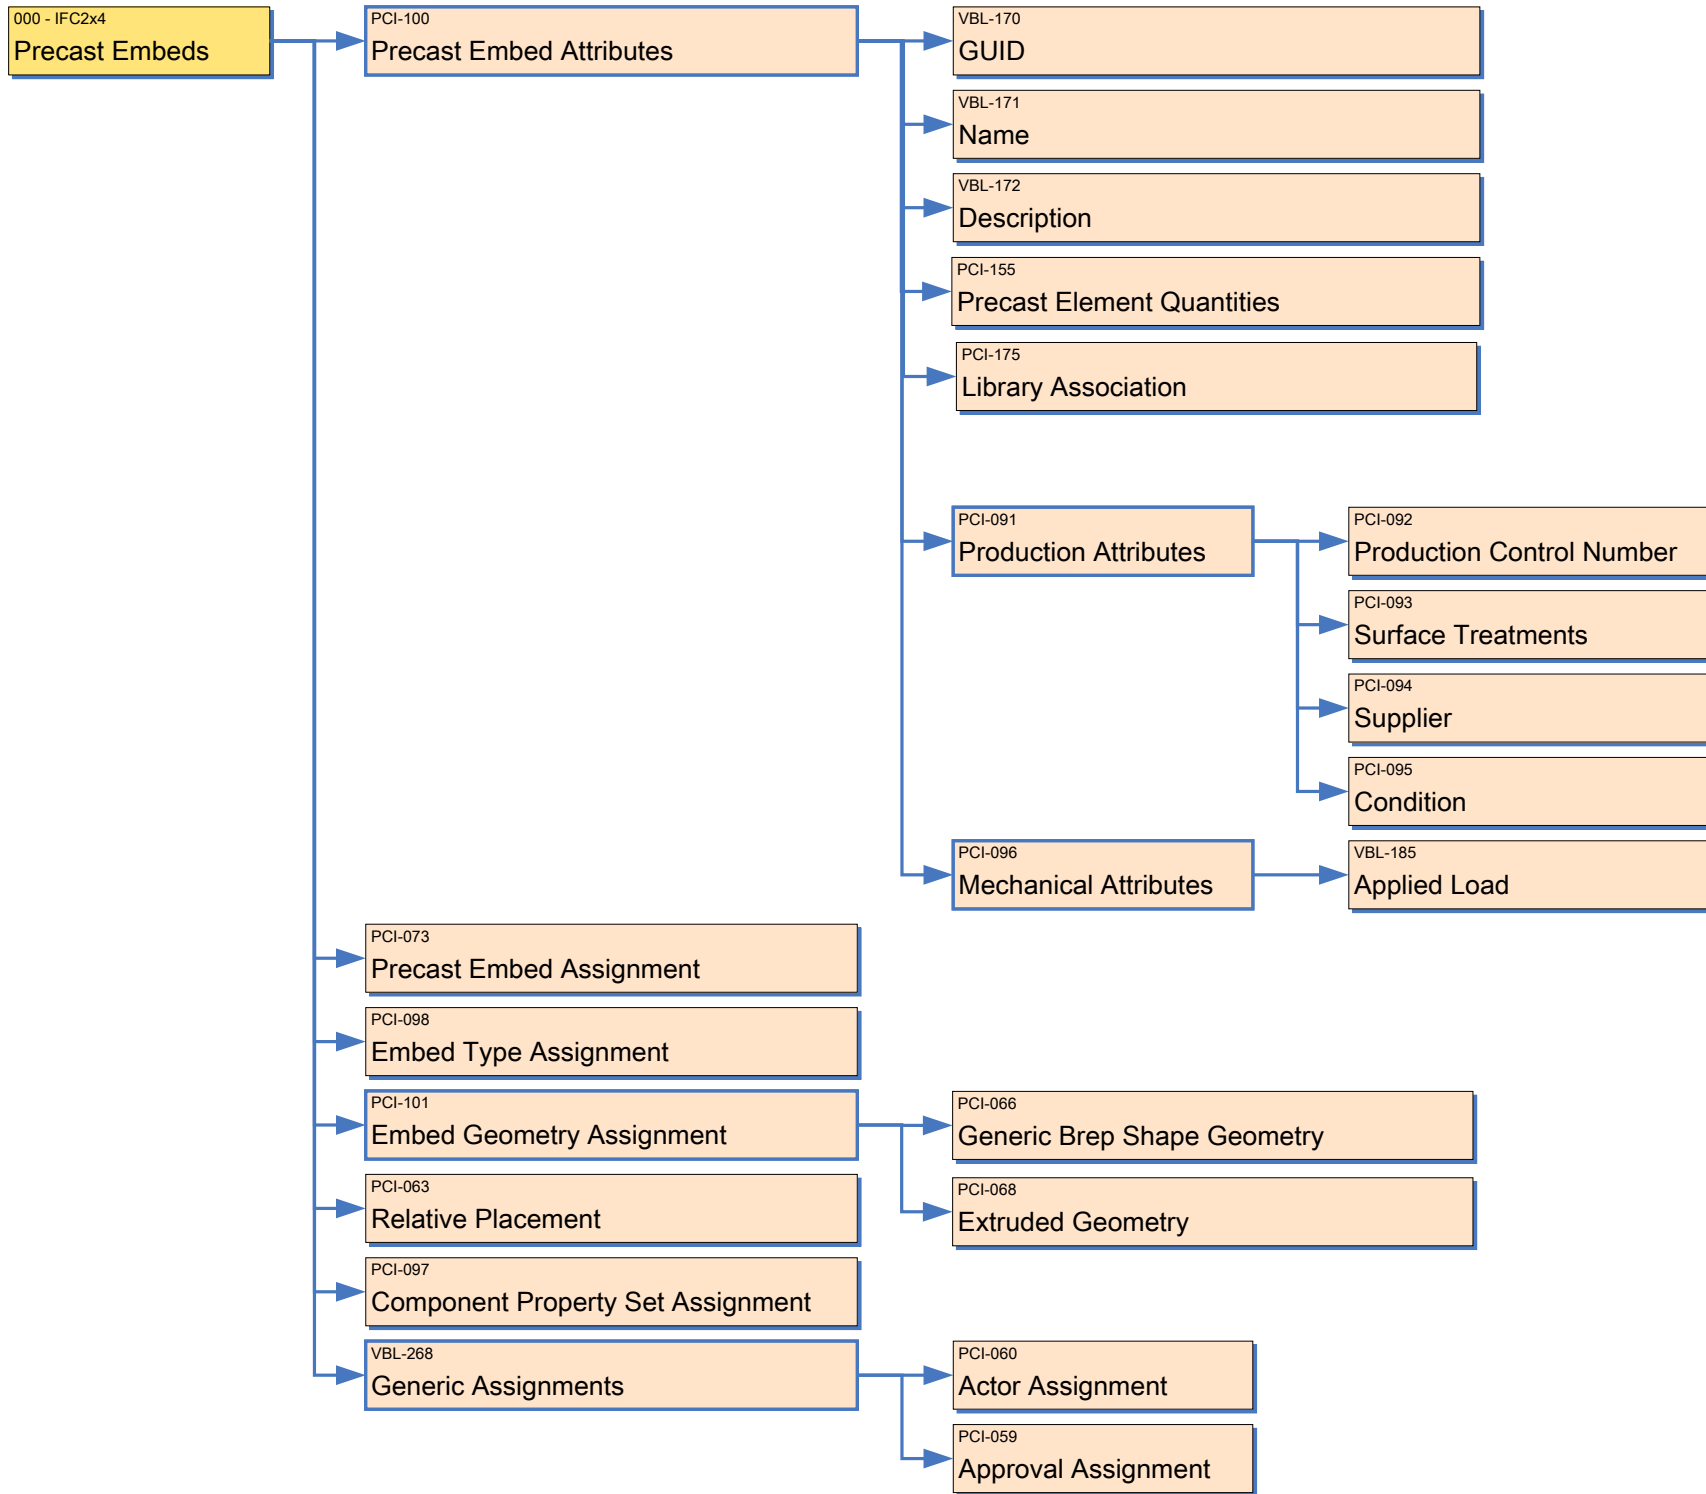 000 - IFC2x4
Precast Embeds
PCI-100
Precast Embed Attributes
VBL-170
GUID
VBL-171
Name
VBL-172
Description
PCI-155
Precast Element Quantities
PCI-175
Library Association
PCI-091
Production Attributes
PCI-092
Production Control Number
PCI-093
Surface Treatments
PCI-094
Supplier
PCI-095
Condition
PCI-096
Mechanical Attributes
VBL-185
Applied Load
PCI-073
Precast Embed Assignment
PCI-098
Embed Type Assignment
PCI-101
Embed Geometry Assignment
PCI-066
Generic Brep Shape Geometry
PCI-068
Extruded Geometry
PCI-063
Relative Placement
PCI-097
Component Property Set Assignment
VBL-268
Generic Assignments
PCI-060
Actor Assignment
PCI-059
Approval Assignment